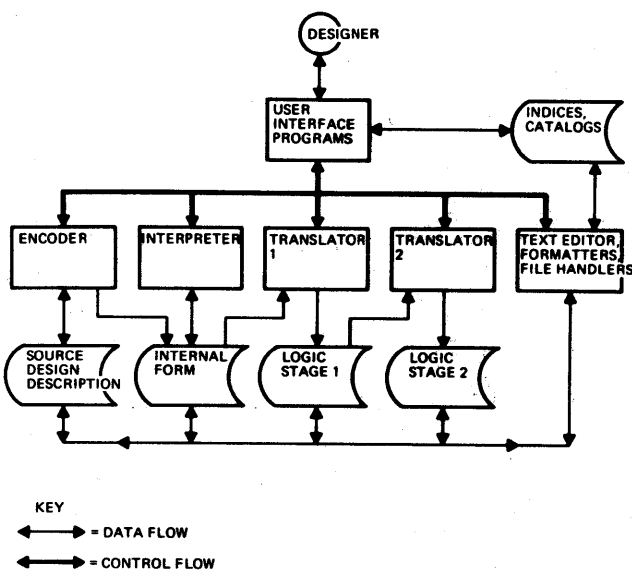 DESIGNER
USER
INTERFACE
PROGRAMS
INDICES,
CATALOGS
ENCODER
INTERPRETER
TRANSLATOR
1
TRANSLATOR
2
TEXT EDITOR,
FORMATTERS,
FILE HANDLERS
SOURCE
DESIGN
DESCRIPTION
INTERNAL
FORM
LOGIC
STAGE 1
LOGIC
STAGE 2
KEY
= DATA FLOW
= CONTROL FLOW